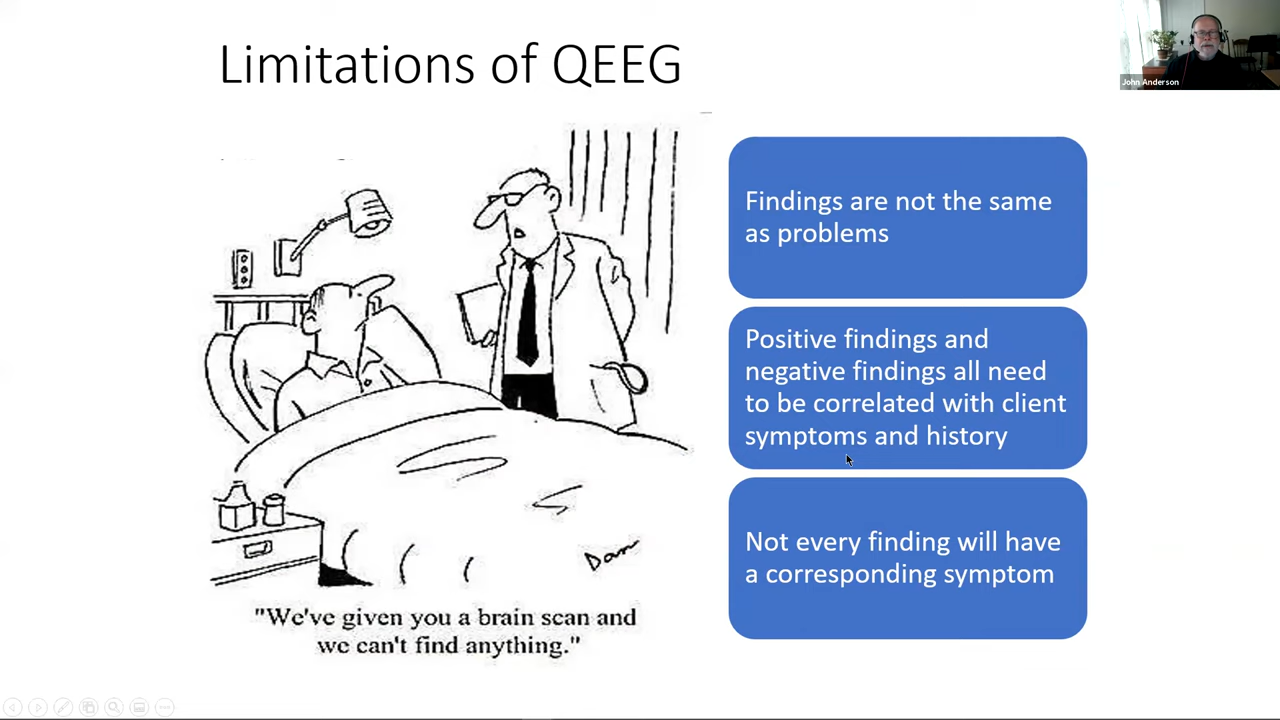 Limitations of QEEG
John Anderson
Findings are not the same
as problems
Positive findings and
negative findings all need
to be correlated with client
symptoms and history
Not every finding will have
a corresponding symptom
Dam
"We've given you a brain scan and
we can't find anything."